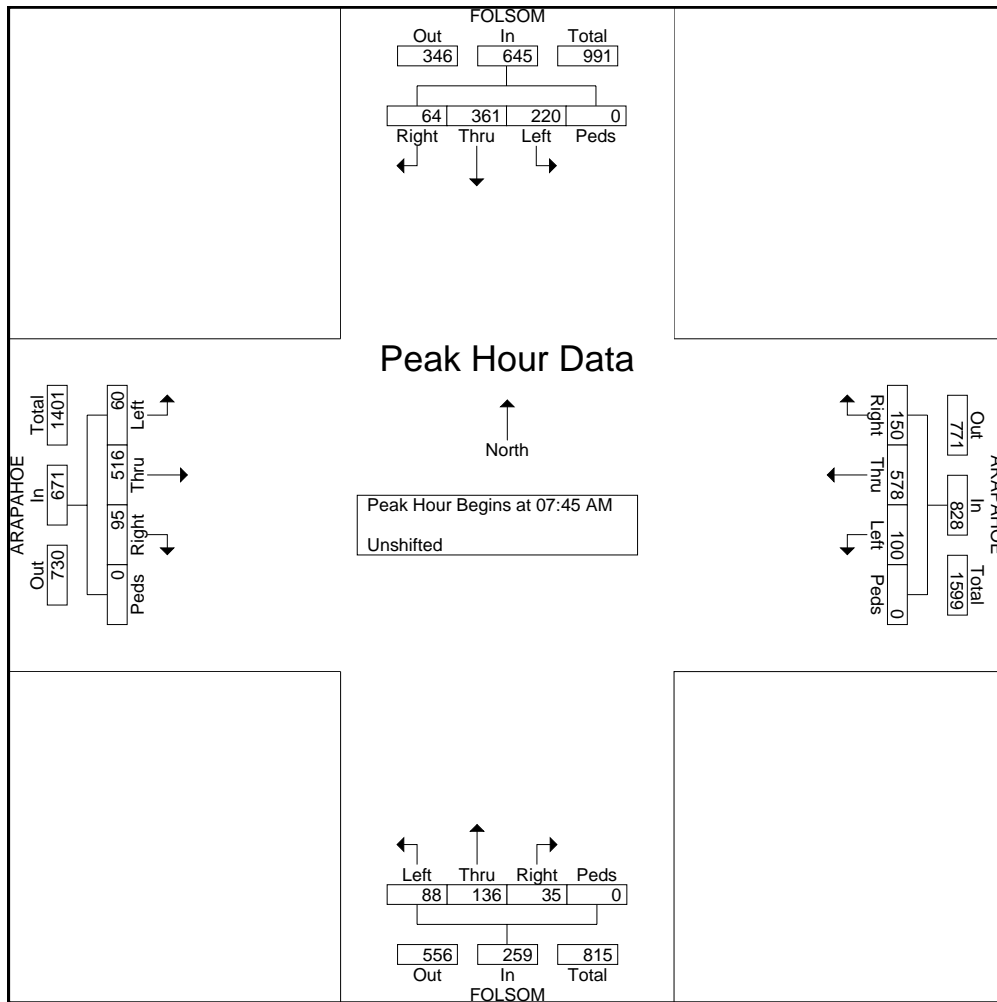 FOLSOM
Out In Total
346 645 991
64 361 220 0
Right Thru Left Peds
Peak Hour Data
North
Peak Hour Begins at 07:45 AM
Unshifted
ARAPAHOE
Out In Total
730 671 1401
Peds Right Thru Left
0 95 516 60
ARAPAHOE
Out In Total
771 828 1599
150 578 100 0
Right Thru Left Peds
Left Thru Right Peds
88 136 35 0
556 259 815
Out In Total
FOLSOM